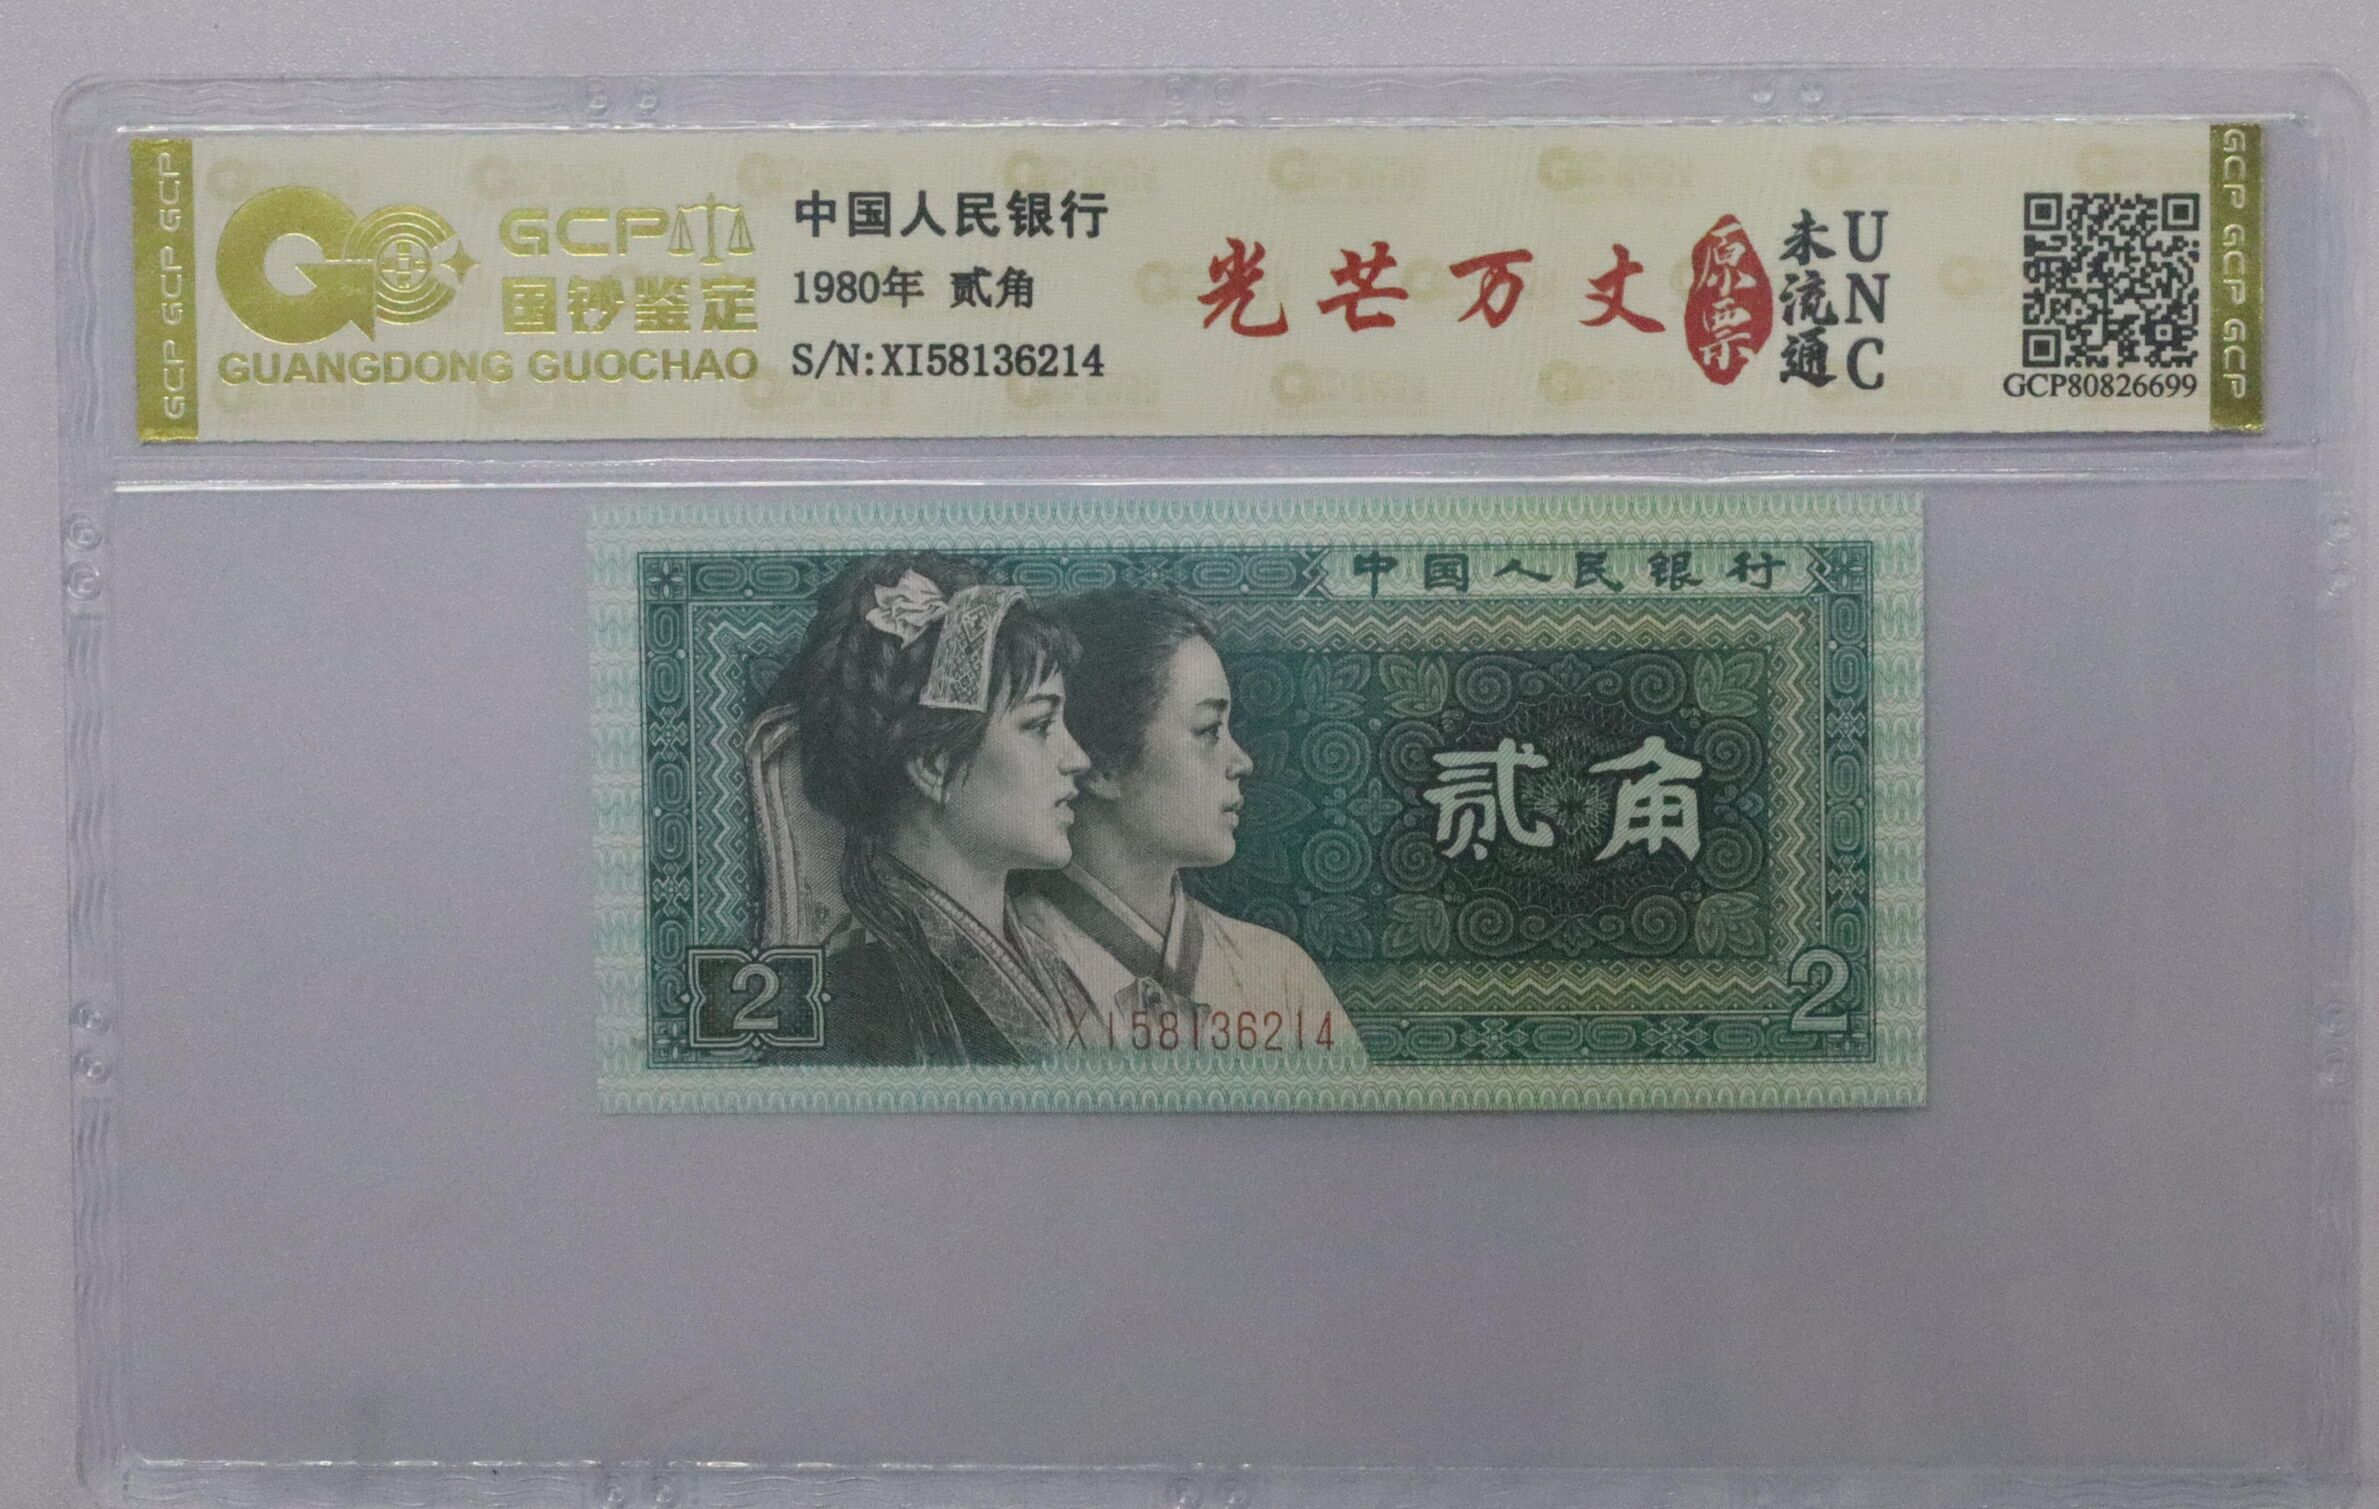 GCP GCP GCP
GCP
国钞鉴定
GUANGDONG GUOCHAO
中国人民银行
1980年 贰角
S/N:XI58136214
光芒万丈
原票
未流通
UNC
GCP80826699
GCP GCP GCP
中国人民银行
贰角
2
XI58136214
2